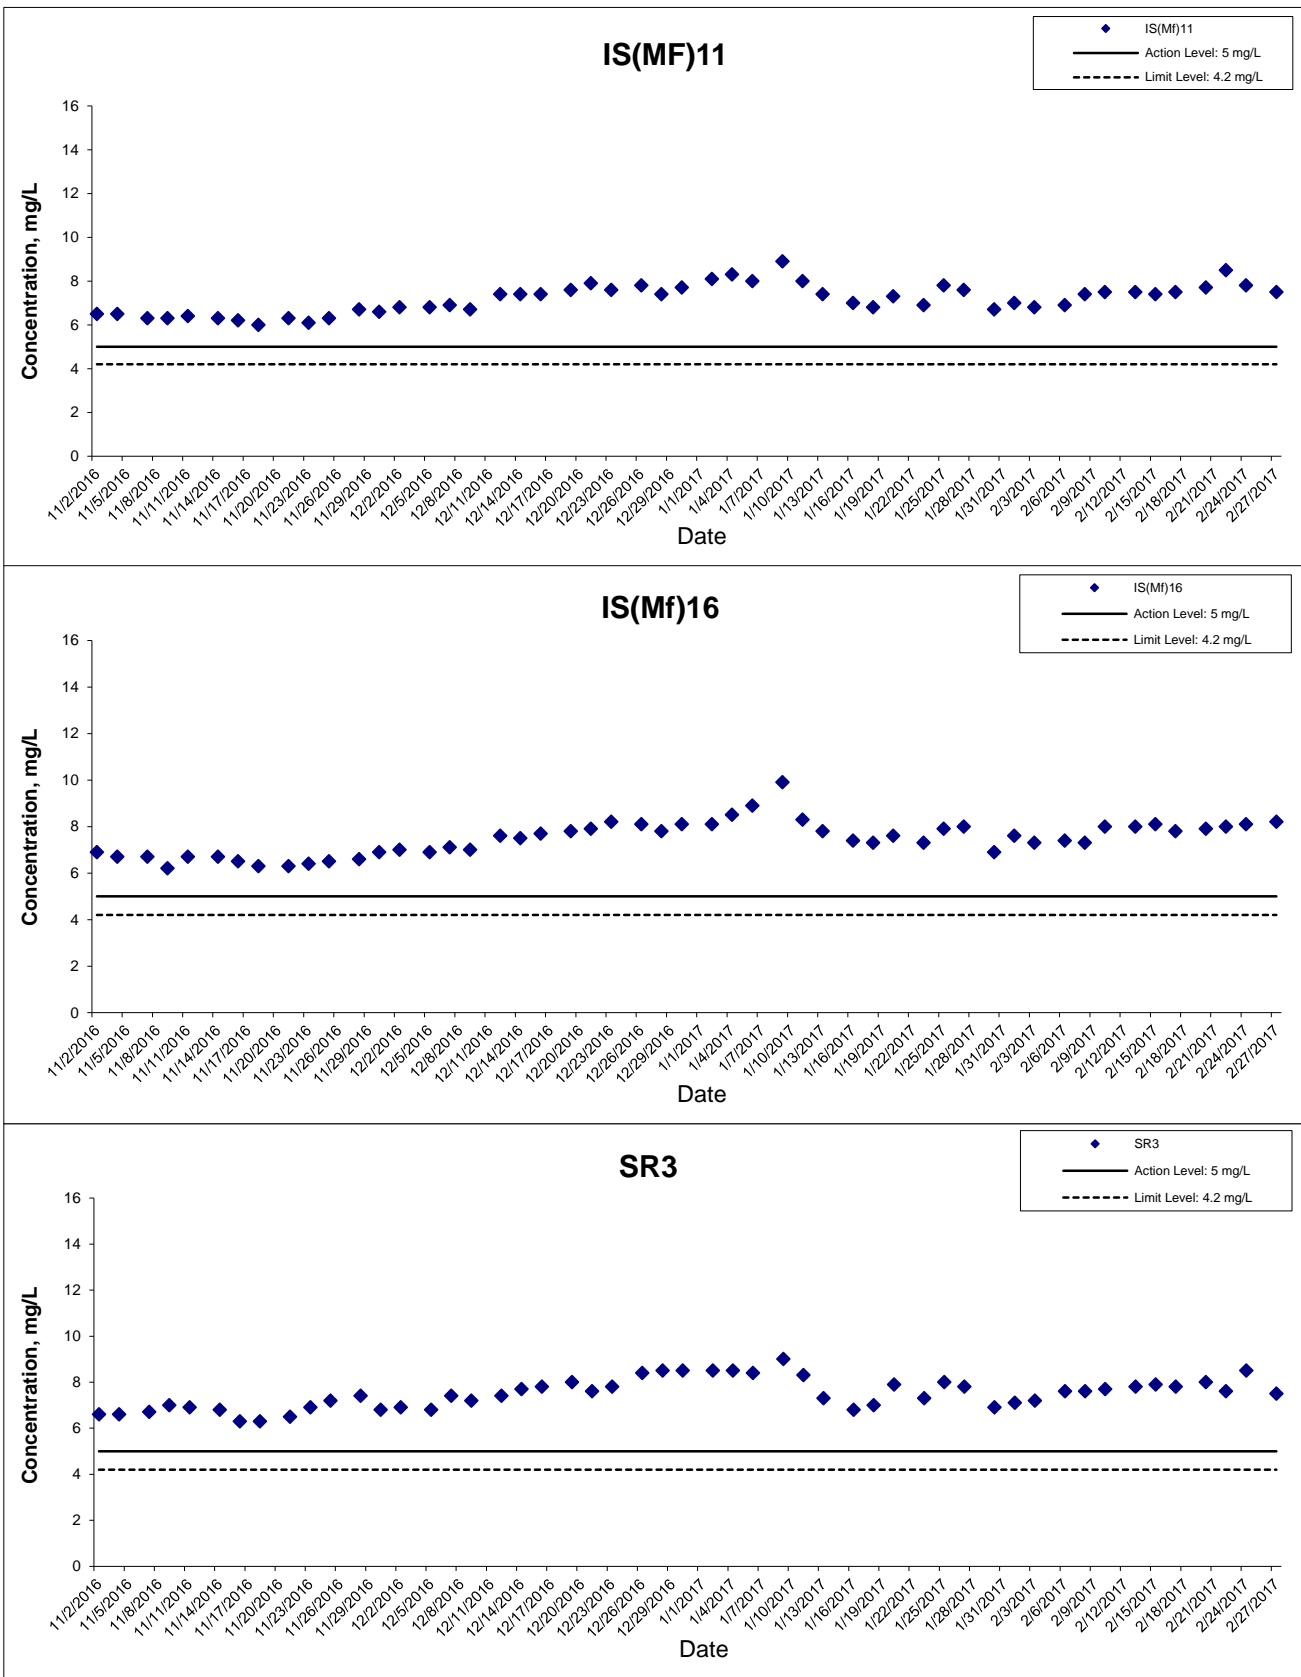 IS(MF)11
IS(Mf)11
Action Level: 5 mg/L
Limit Level: 4.2 mg/L
Concentration, mg/L
16
14
12
10
8
6
4
2
0
11/2/2016 11/5/2016 11/8/2016 11/11/2016 11/14/2016 11/17/2016 11/20/2016 11/23/2016 11/26/2016 11/29/2016 12/2/2016 12/5/2016 12/8/2016 12/11/2016 12/14/2016 12/17/2016 12/20/2016 12/23/2016 12/26/2016 12/29/2016 1/1/2017 1/4/2017 1/7/2017 1/10/2017 1/13/2017 1/16/2017 1/19/2017 1/22/2017 1/25/2017 1/28/2017 1/31/2017 2/3/2017 2/6/2017 2/9/2017 2/12/2017 2/15/2017 2/18/2017 2/21/2017 2/24/2017 2/27/2017
Date
IS(Mf)16
IS(Mf)16
Action Level: 5 mg/L
Limit Level: 4.2 mg/L
Concentration, mg/L
16
14
12
10
8
6
4
2
0
11/2/2016 11/5/2016 11/8/2016 11/11/2016 11/14/2016 11/17/2016 11/20/2016 11/23/2016 11/26/2016 11/29/2016 12/2/2016 12/5/2016 12/8/2016 12/11/2016 12/14/2016 12/17/2016 12/20/2016 12/23/2016 12/26/2016 12/29/2016 1/1/2017 1/4/2017 1/7/2017 1/10/2017 1/13/2017 1/16/2017 1/19/2017 1/22/2017 1/25/2017 1/28/2017 1/31/2017 2/3/2017 2/6/2017 2/9/2017 2/12/2017 2/15/2017 2/18/2017 2/21/2017 2/24/2017 2/27/2017
Date
SR3
SR3
Action Level: 5 mg/L
Limit Level: 4.2 mg/L
Concentration, mg/L
16
14
12
10
8
6
4
2
0
11/2/2016 11/5/2016 11/8/2016 11/11/2016 11/14/2016 11/17/2016 11/20/2016 11/23/2016 11/26/2016 11/29/2016 12/2/2016 12/5/2016 12/8/2016 12/11/2016 12/14/2016 12/17/2016 12/20/2016 12/23/2016 12/26/2016 12/29/2016 1/1/2017 1/4/2017 1/7/2017 1/10/2017 1/13/2017 1/16/2017 1/19/2017 1/22/2017 1/25/2017 1/28/2017 1/31/2017 2/3/2017 2/6/2017 2/9/2017 2/12/2017 2/15/2017 2/18/2017 2/21/2017 2/24/2017 2/27/2017
Date